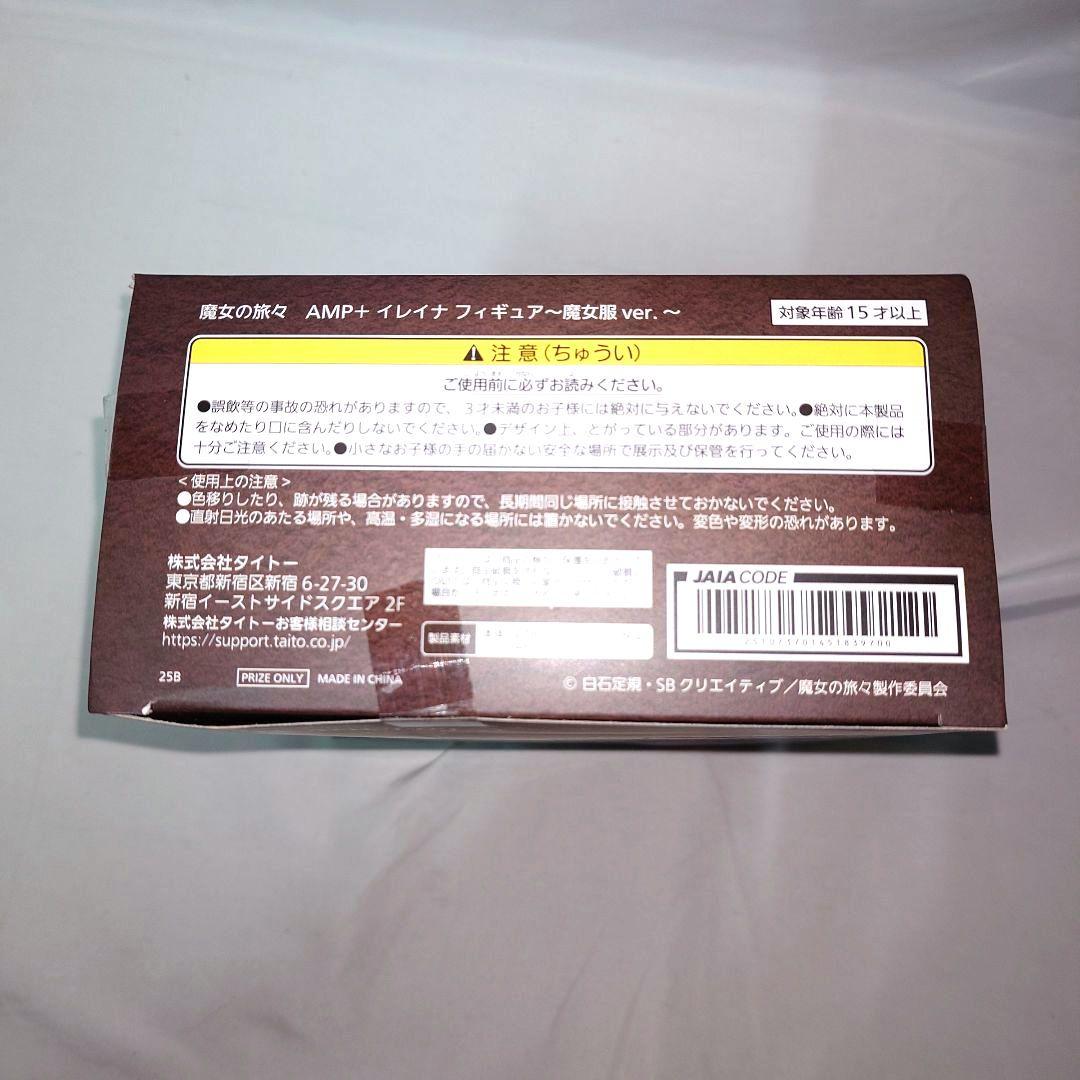 魔女の旅々 AMP+ イレイナ フィギュア～魔女服 ver. ～
対象年齢 15 才以上
注意(ちゅうい)
ご使用前に必ずお読みください。
●誤飲等の事故の恐れがありますので、3才未満のお子様には絶対に与えないでください。●絶対に本製品
をなめたり口に含んだりしないでください。●デザイン上、とがっている部分があります。ご使用の際には
十分ご注意ください。●小さなお子様の手の届かない安全な場所で展示及び保管を行ってください。
<使用上の注意>
●色移りしたり、跡が残る場合がありますので、長期間同じ場所に接触させておかないでください。
●直射日光のあたる場所や、高温・多湿になる場所には置かないでください。変色や変形の恐れがあります。
株式会社タイトー
東京都新宿区新宿 6-27-30
新宿イーストサイドスクエア 2F
株式会社タイトーお客様相談センター
https://support.taito.co.jp/
製品素材
JAIA CODE
2510737014518397​00
25B
PRIZE ONLY
MADE IN CHINA
© 白石定規・SB クリエイティブ/魔女の旅々製作委員会